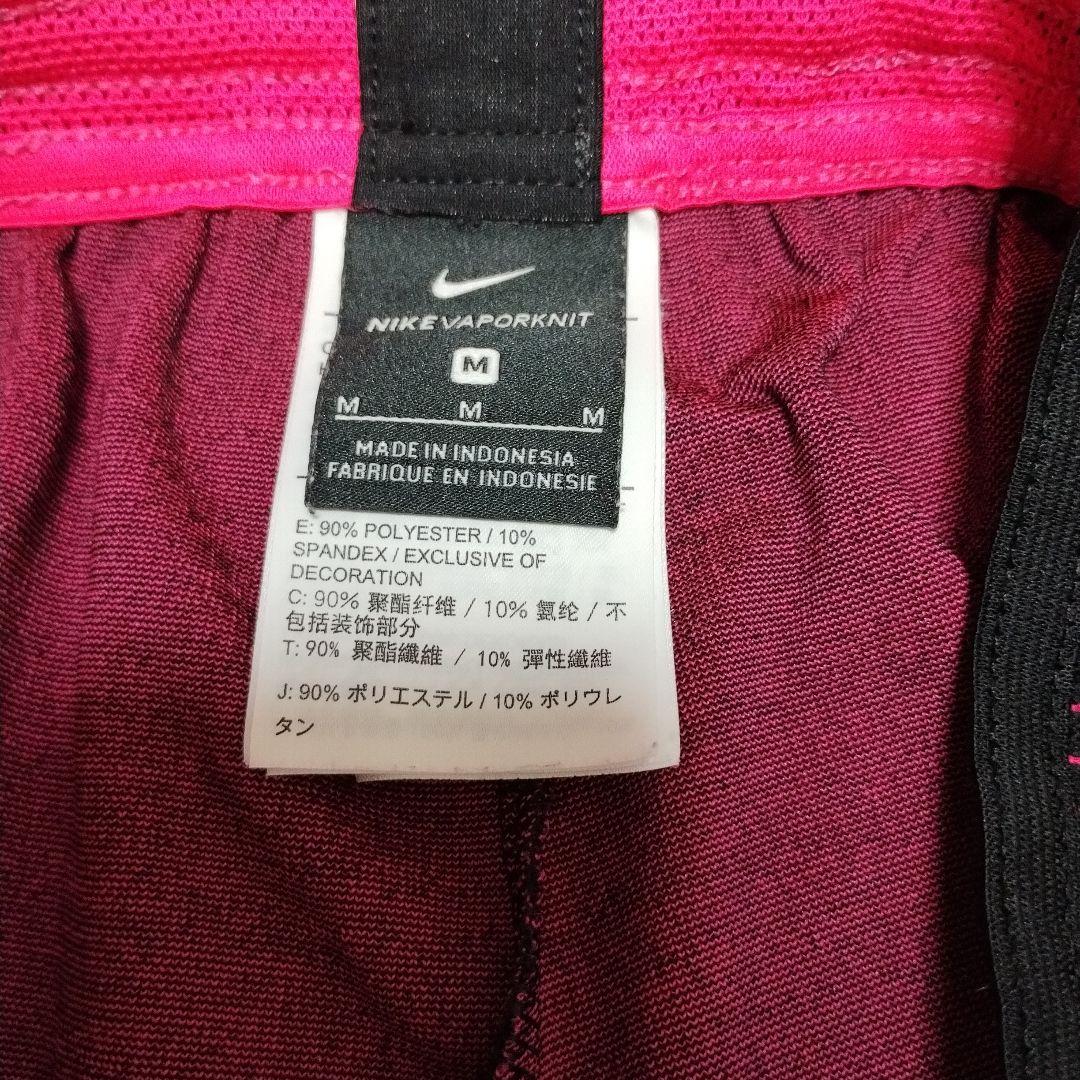 NIKE VAPORKNIT
M
M M M
MADE IN INDONESIA
FABRIQUE EN INDONESIE
E: 90% POLYESTER / 10%
SPANDEX / EXCLUSIVE OF
DECORATION
C: 90% 聚酯纤维 / 10% 氨纶 / 不
包括装饰部分
T: 90% 聚酯纖維 / 10% 彈性纖維
J: 90% ポリエステル / 10% ポリウレ
タン